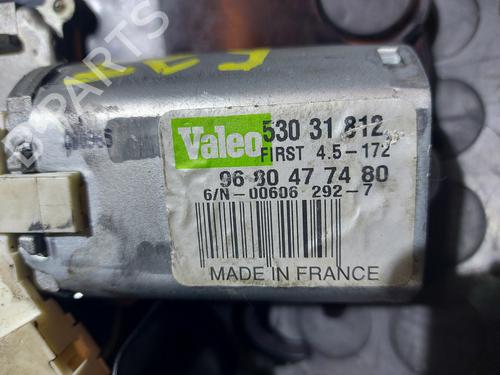 B-PARTS
Valeo
530 31 812
FIRST 4.5-172
96 80 47 74 80
6/N-00606 292-7
MADE IN FRANCE